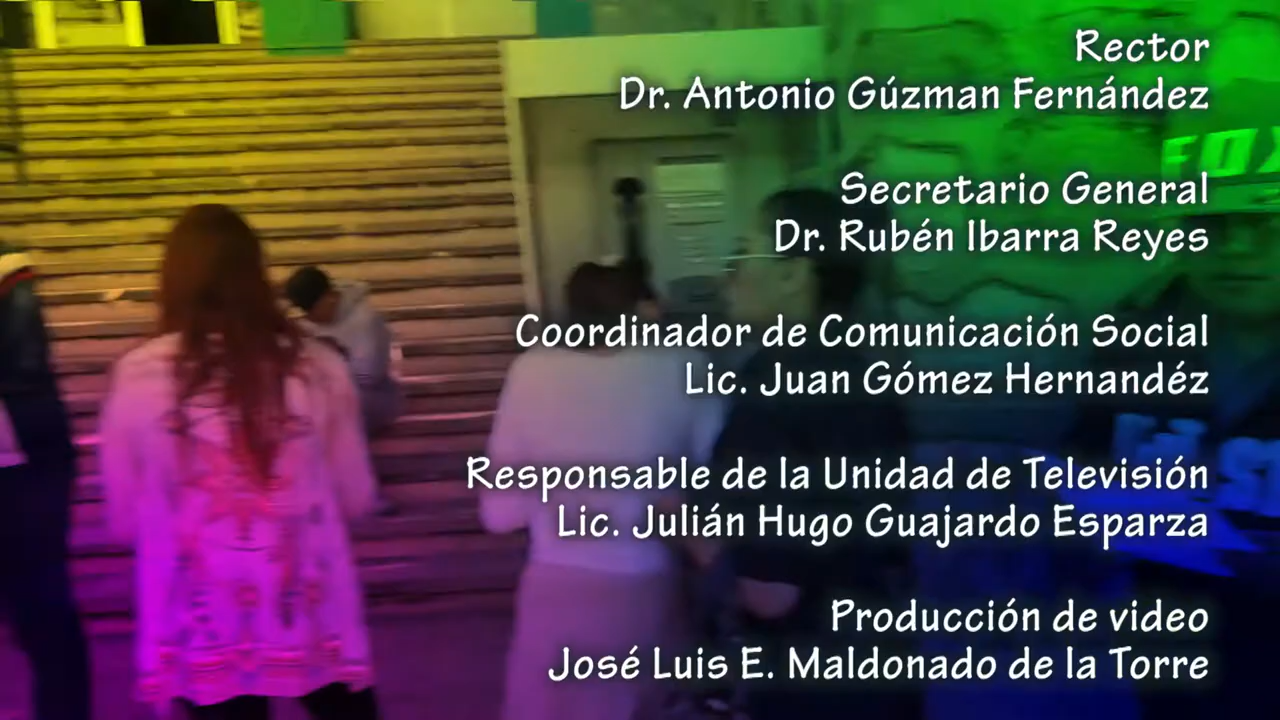 Rector
Dr. Antonio Gúzman Fernández
Secretario General
Dr. Rubén Ibarra Reyes
Coordinador de Comunicación Social
Lic. Juan Gómez Hernandéz
Responsable de la Unidad de Televisión
Lic. Julián Hugo Guajardo Esparza
Producción de video
José Luis E. Maldonado de la Torre